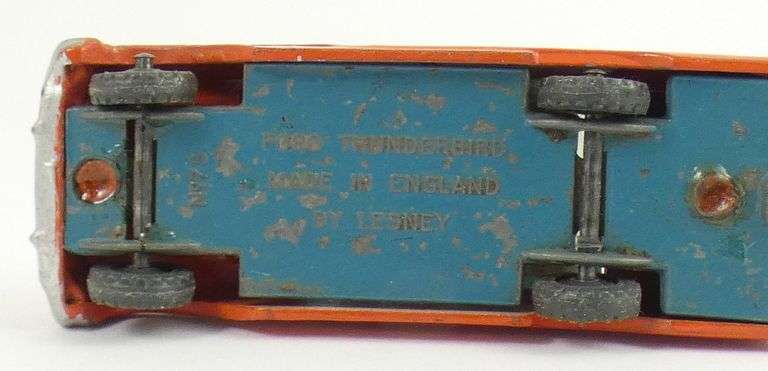 FORD THUNDERBIRD
MADE IN ENGLAND
BY LESNEY